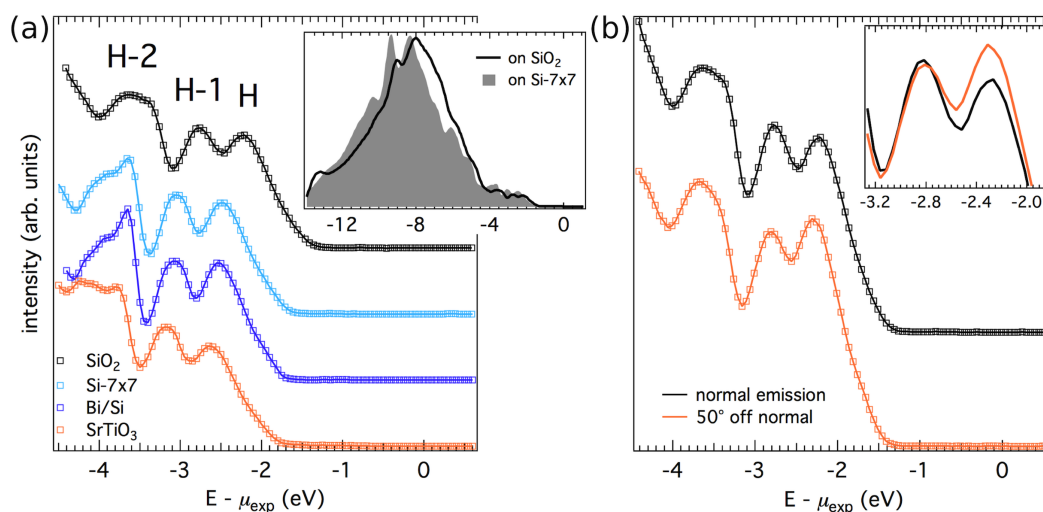 (a)
H-2
H-1
H
on SiO2
on Si-7x7
-12
-8
-4
0
intensity (arb. units)
SiO2
Si-7x7
Bi/Si
SrTiO3
-4
-3
-2
-1
0
E - μexp (eV)
(b)
-3.2
-2.8
-2.4
-2.0
normal emission
50° off normal
-4
-3
-2
-1
0
E - μexp (eV)